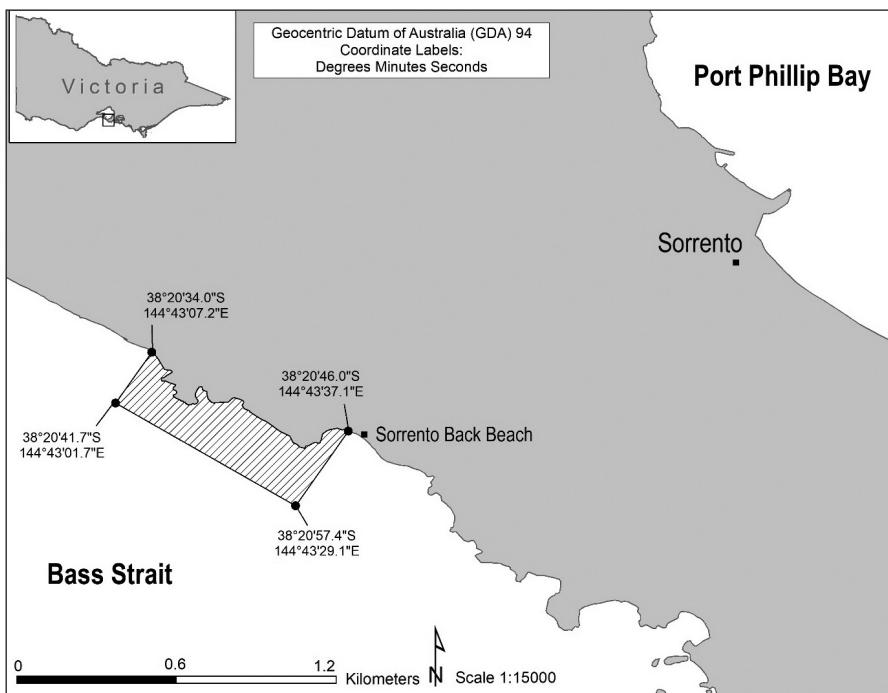 Victoria
Geocentric Datum of Australia (GDA) 94
Coordinate Labels:
Degrees Minutes Seconds
Port Phillip Bay
Sorrento
38°20'34.0"S
144°43'07.2"E
38°20'46.0"S
144°43'37.1"E
38°20'41.7"S
144°43'01.7"E
Sorrento Back Beach
38°20'57.4"S
144°43'29.1"E
Bass Strait
0 0.6 1.2
Kilometers N Scale 1:15000